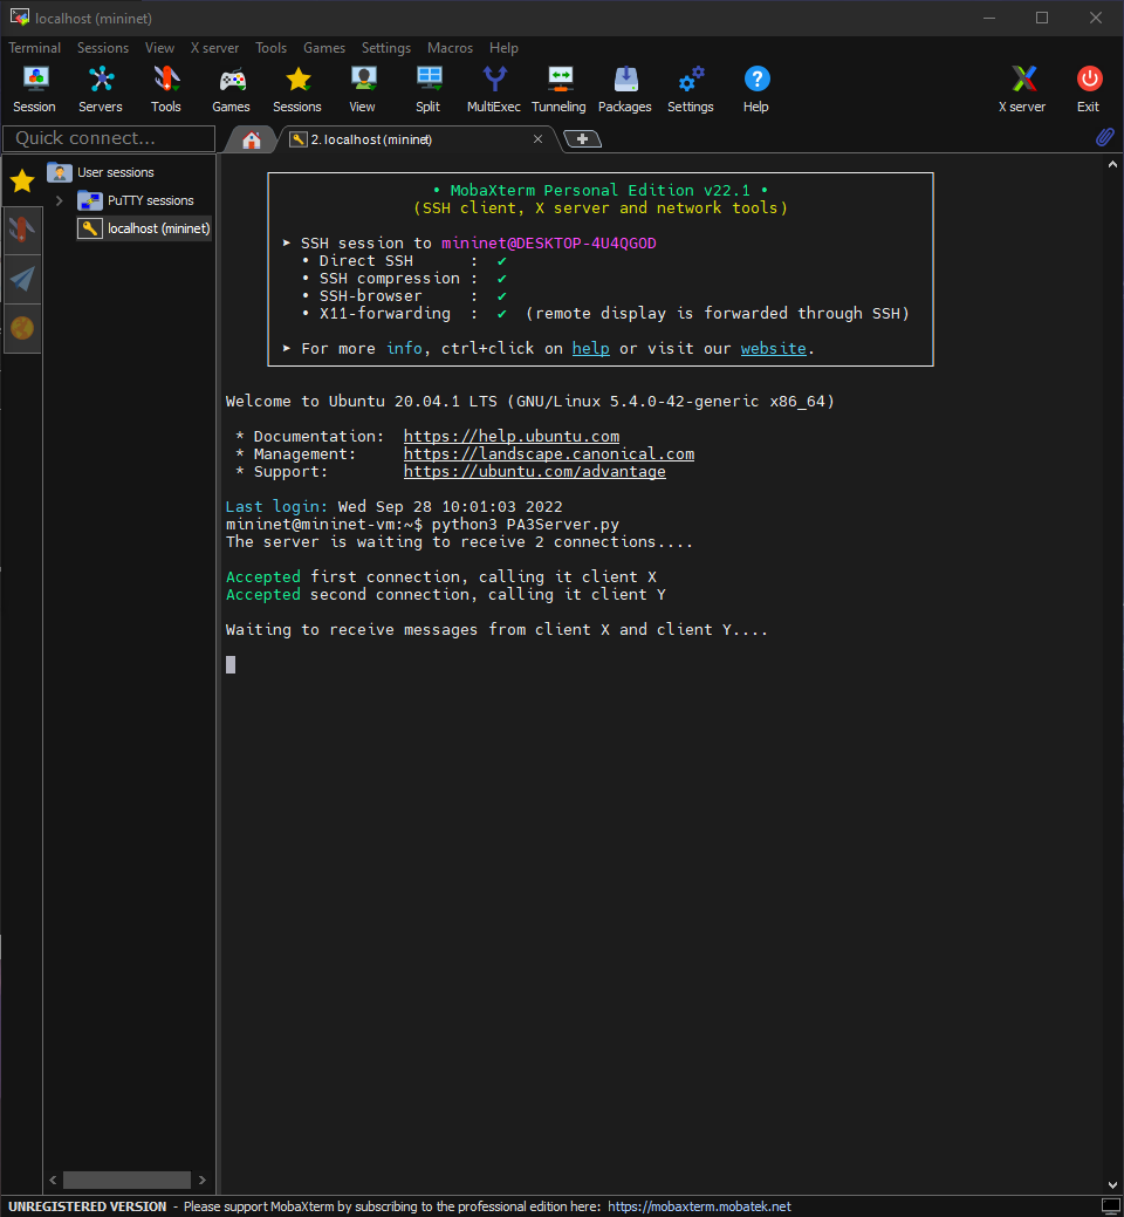 localhost (mininet)
Terminal Sessions View X server Tools Games Settings Macros Help
Session Servers Tools Games Sessions View Split MultiExec Tunneling Packages Settings Help X server Exit
Quick connect...
2. localhost (mininet)
User sessions
PuTTY sessions
localhost (mininet)
• MobaXterm Personal Edition v22.1 •
(SSH client, X server and network tools)
➤ SSH session to mininet@DESKTOP-4U4QGOD
• Direct SSH : ✔
• SSH compression : ✔
• SSH-browser : ✔
• X11-forwarding : ✔ (remote display is forwarded through SSH)
➤ For more info, ctrl+click on help or visit our website.
Welcome to Ubuntu 20.04.1 LTS (GNU/Linux 5.4.0-42-generic x86_64)
* Documentation: https://help.ubuntu.com
* Management: https://landscape.canonical.com
* Support: https://ubuntu.com/advantage
Last login: Wed Sep 28 10:01:03 2022
mininet@mininet-vm:~$ python3 PA3Server.py
The server is waiting to receive 2 connections....
Accepted first connection, calling it client X
Accepted second connection, calling it client Y
Waiting to receive messages from client X and client Y....
UNREGISTERED VERSION - Please support MobaXterm by subscribing to the professional edition here: https://mobaxterm.mobatek.net